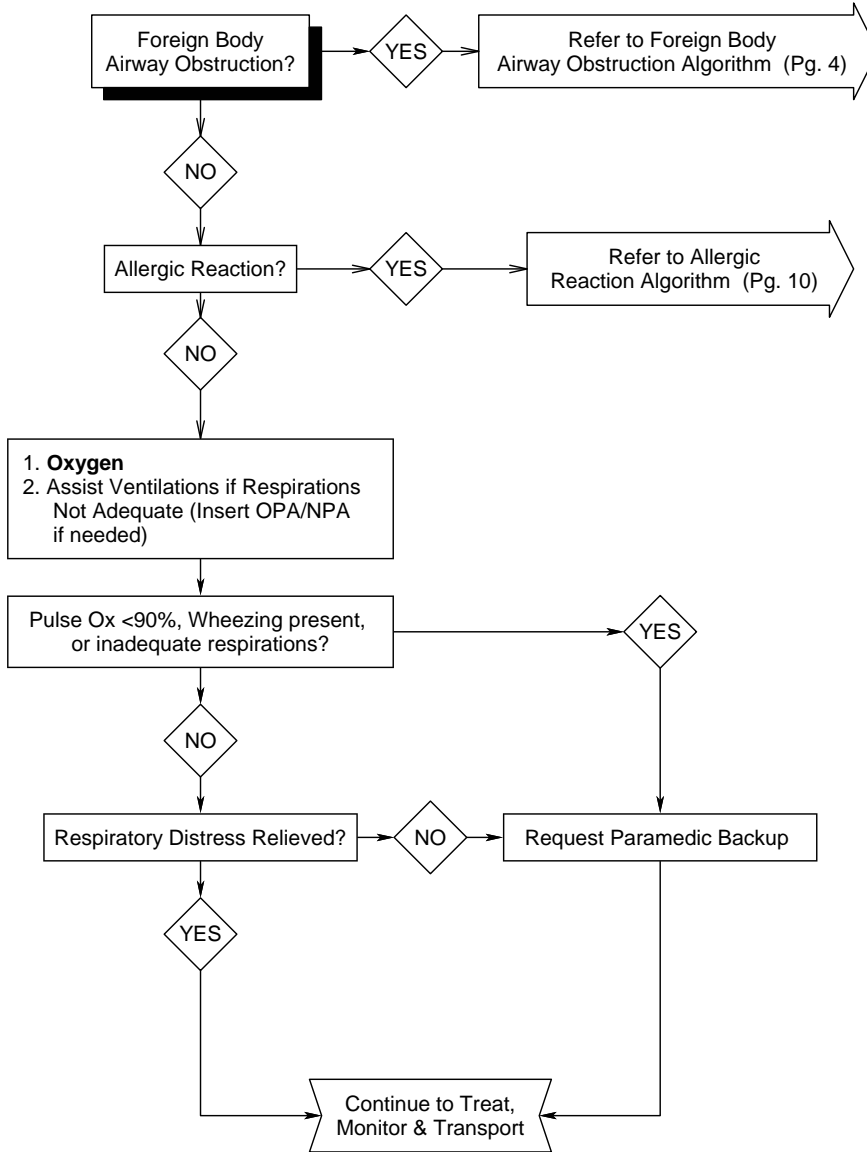 Foreign Body
Airway Obstruction?
YES
Refer to Foreign Body
Airway Obstruction Algorithm (Pg. 4)
NO
Allergic Reaction?
YES
Refer to Allergic
Reaction Algorithm (Pg. 10)
NO
1. Oxygen
2. Assist Ventilations if Respirations
Not Adequate (Insert OPA/NPA
if needed)
Pulse Ox <90%, Wheezing present,
or inadequate respirations?
YES
NO
Respiratory Distress Relieved?
NO
Request Paramedic Backup
YES
Continue to Treat,
Monitor & Transport